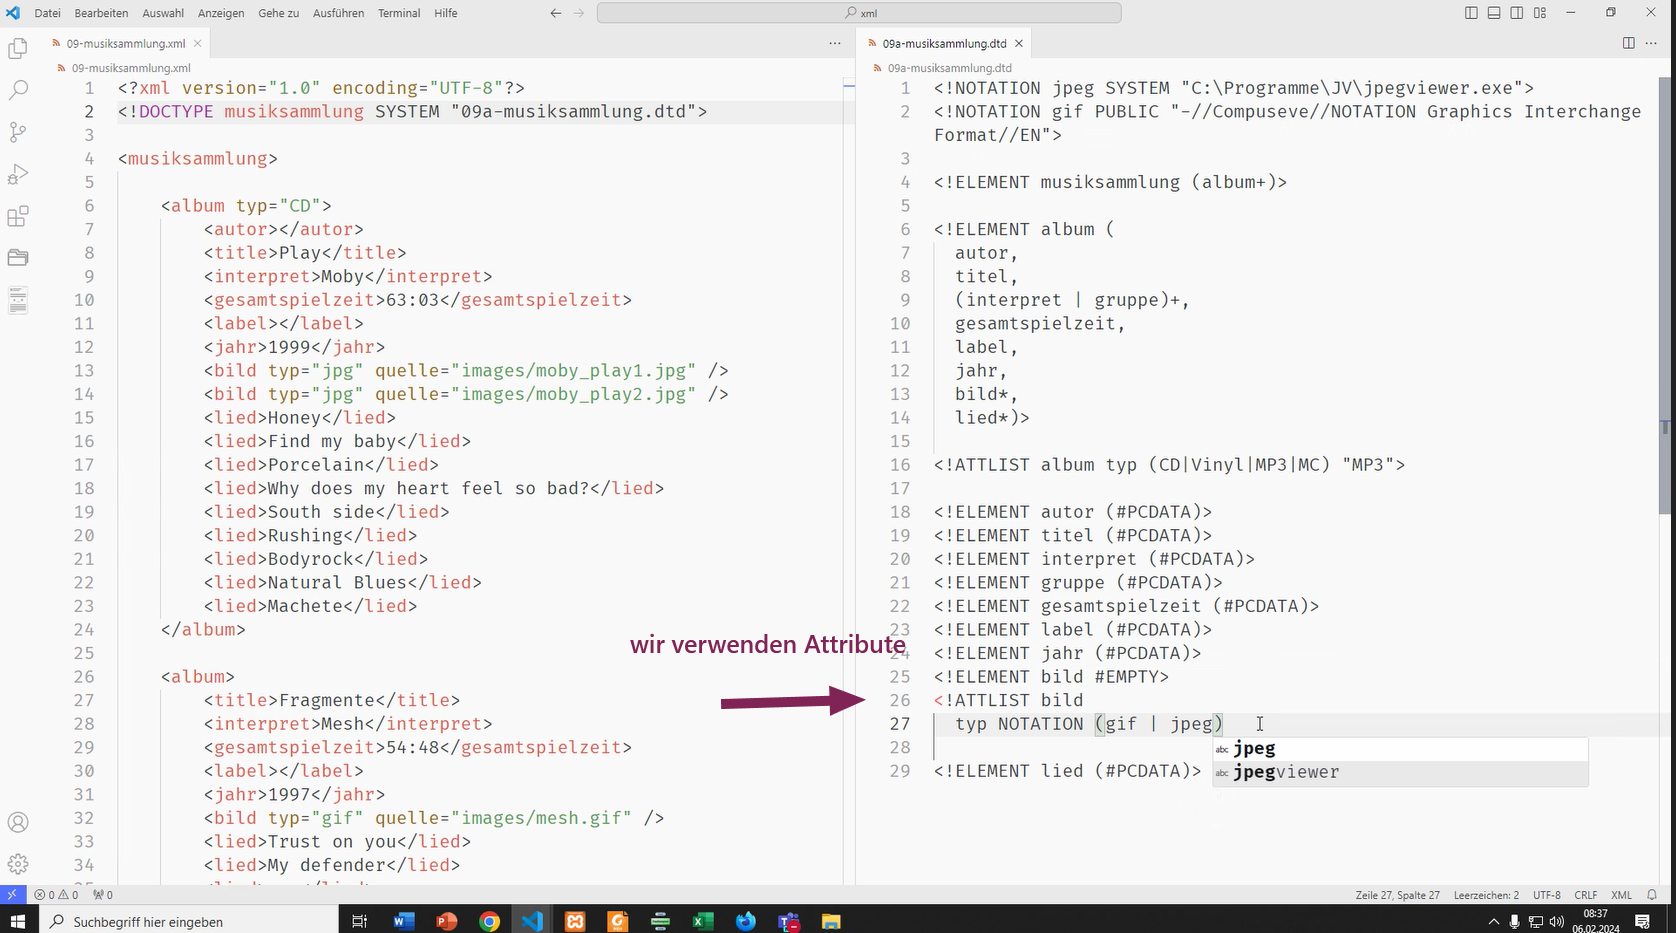 Datei Bearbeiten Auswahl Anzeigen Gehe zu Ausführen Terminal Hilfe
xml
09-musiksammlung.xml
09-musiksammlung.xml
1 <?xml version="1.0" encoding="UTF-8"?>
2 <!DOCTYPE musiksammlung SYSTEM "09a-musiksammlung.dtd">
3
4 <musiksammlung>
5
6 <album typ="CD">
7 <autor></autor>
8 <title>Play</title>
9 <interpret>Moby</interpret>
10 <gesamtspielzeit>63:03</gesamtspielzeit>
11 <label></label>
12 <jahr>1999</jahr>
13 <bild typ="jpg" quelle="images/moby_play1.jpg" />
14 <bild typ="jpg" quelle="images/moby_play2.jpg" />
15 <lied>Honey</lied>
16 <lied>Find my baby</lied>
17 <lied>Porcelain</lied>
18 <lied>Why does my heart feel so bad?</lied>
19 <lied>South side</lied>
20 <lied>Rushing</lied>
21 <lied>Bodyrock</lied>
22 <lied>Natural Blues</lied>
23 <lied>Machete</lied>
24 </album>
25
26 <album>
27 <title>Fragmente</title>
28 <interpret>Mesh</interpret>
29 <gesamtspielzeit>54:48</gesamtspielzeit>
30 <label></label>
31 <jahr>1997</jahr>
32 <bild typ="gif" quelle="images/mesh.gif" />
33 <lied>Trust on you</lied>
34 <lied>My defender</lied>
wir verwenden Attribute
09a-musiksammlung.dtd
09a-musiksammlung.dtd
1 <!NOTATION jpeg SYSTEM "C:\Programme\JV\jpegviewer.exe">
2 <!NOTATION gif PUBLIC "-//Compuseve//NOTATION Graphics Interchange
Format//EN">
3
4 <!ELEMENT musiksammlung (album+)>
5
6 <!ELEMENT album (
7 autor,
8 titel,
9 (interpret | gruppe)+,
10 gesamtspielzeit,
11 label,
12 jahr,
13 bild*,
14 lied*)>
15
16 <!ATTLIST album typ (CD|Vinyl|MP3|MC) "MP3">
17
18 <!ELEMENT autor (#PCDATA)>
19 <!ELEMENT titel (#PCDATA)>
20 <!ELEMENT interpret (#PCDATA)>
21 <!ELEMENT gruppe (#PCDATA)>
22 <!ELEMENT gesamtspielzeit (#PCDATA)>
23 <!ELEMENT label (#PCDATA)>
24 <!ELEMENT jahr (#PCDATA)>
25 <!ELEMENT bild #EMPTY>
26 <!ATTLIST bild
27 typ NOTATION (gif | jpeg)
28
29 <!ELEMENT lied (#PCDATA)>
abc jpeg
abc jpegviewer
0 0 0
Zeile 27, Spalte 27 Leerzeichen: 2 UTF-8 CRLF XML
Suchbegriff hier eingeben
08:37
06.02.2024